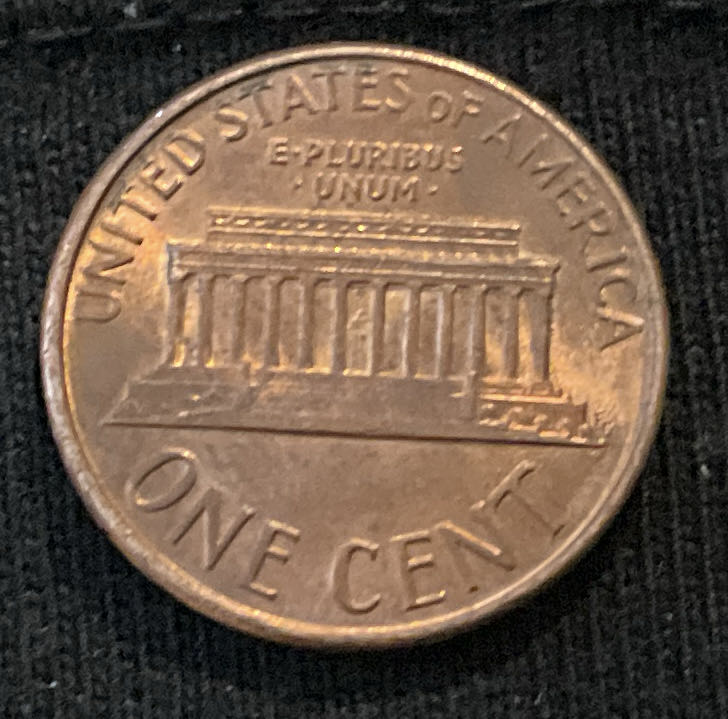 UNITED STATES OF AMERICA
E·PLURIBUS
·UNUM·
ONE CENT